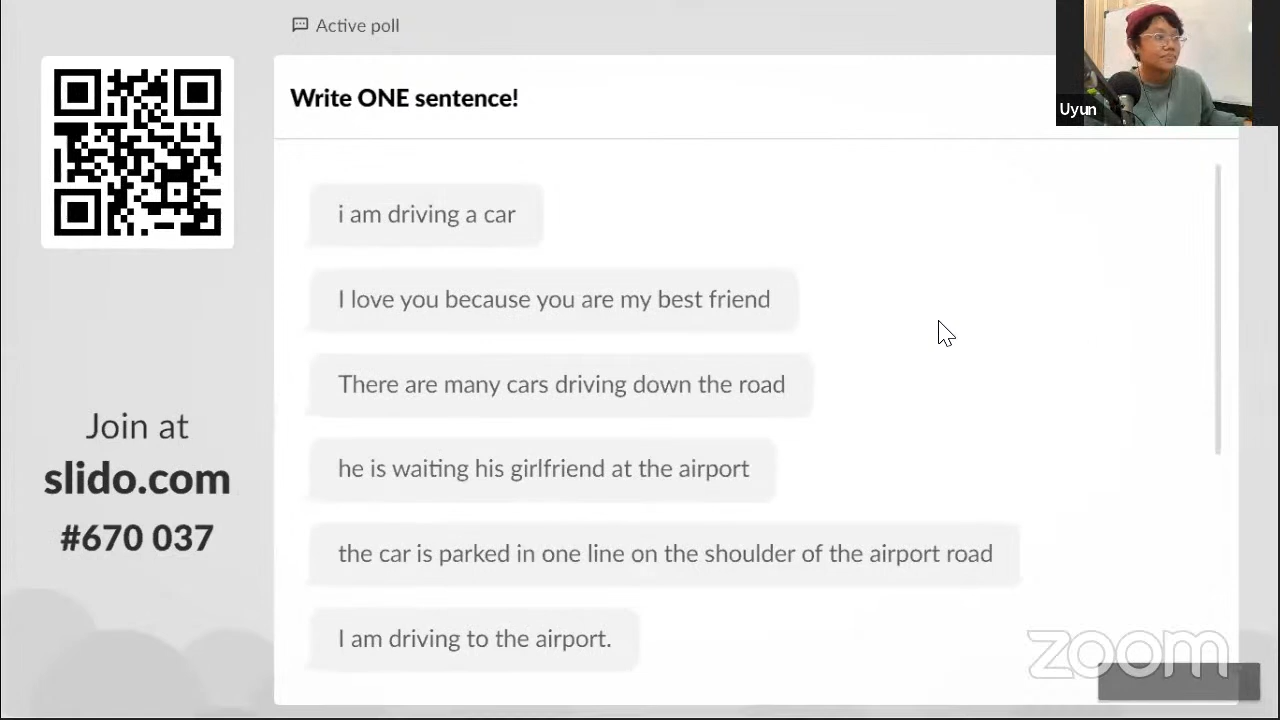 Active poll
Write ONE sentence!
Uyun
i am driving a car
I love you because you are my best friend
There are many cars driving down the road
he is waiting his girlfriend at the airport
the car is parked in one line on the shoulder of the airport road
I am driving to the airport.
Join at
slido.com
#670 037
zoom